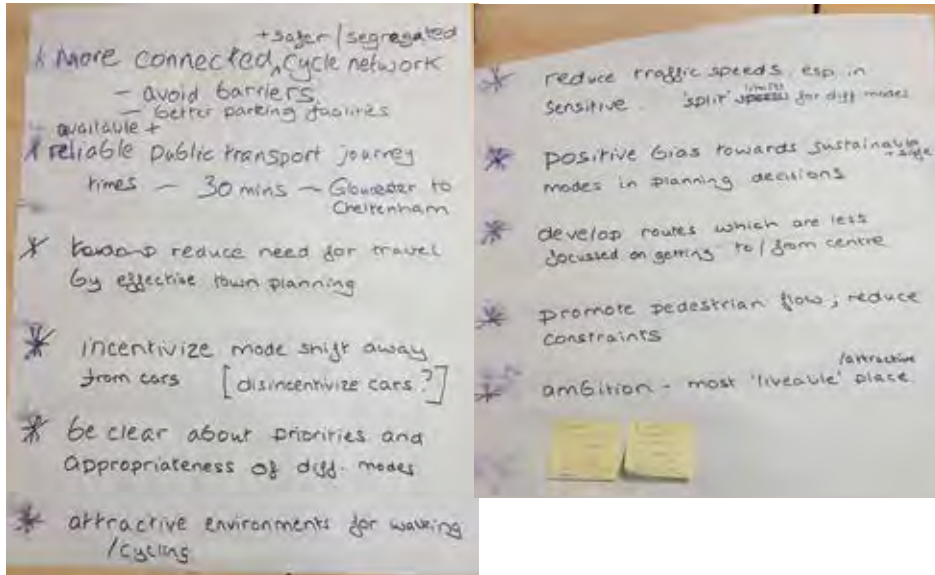 + safer / segregated
* More connected, ^ cycle network
- avoid barriers
- better parking facilities
available +
* reliable public transport journey
times - 30 mins - Gloucester to
Cheltenham
* reduce need for travel
by effective town planning
* incentivize mode shift away
from cars [disincentivize cars?]
* be clear about priorities and
appropriateness of diff. modes
* attractive environments for walking
/cycling
* reduce traffic speeds, esp in
limits
sensitive. 'split' speeds for diff modes
* positive bias towards sustainable
modes in planning decisions
* develop routes which are less
focussed on getting to/from centre
* promote pedestrian flow; reduce
constraints
/attractive
* ambition - most 'liveable' place